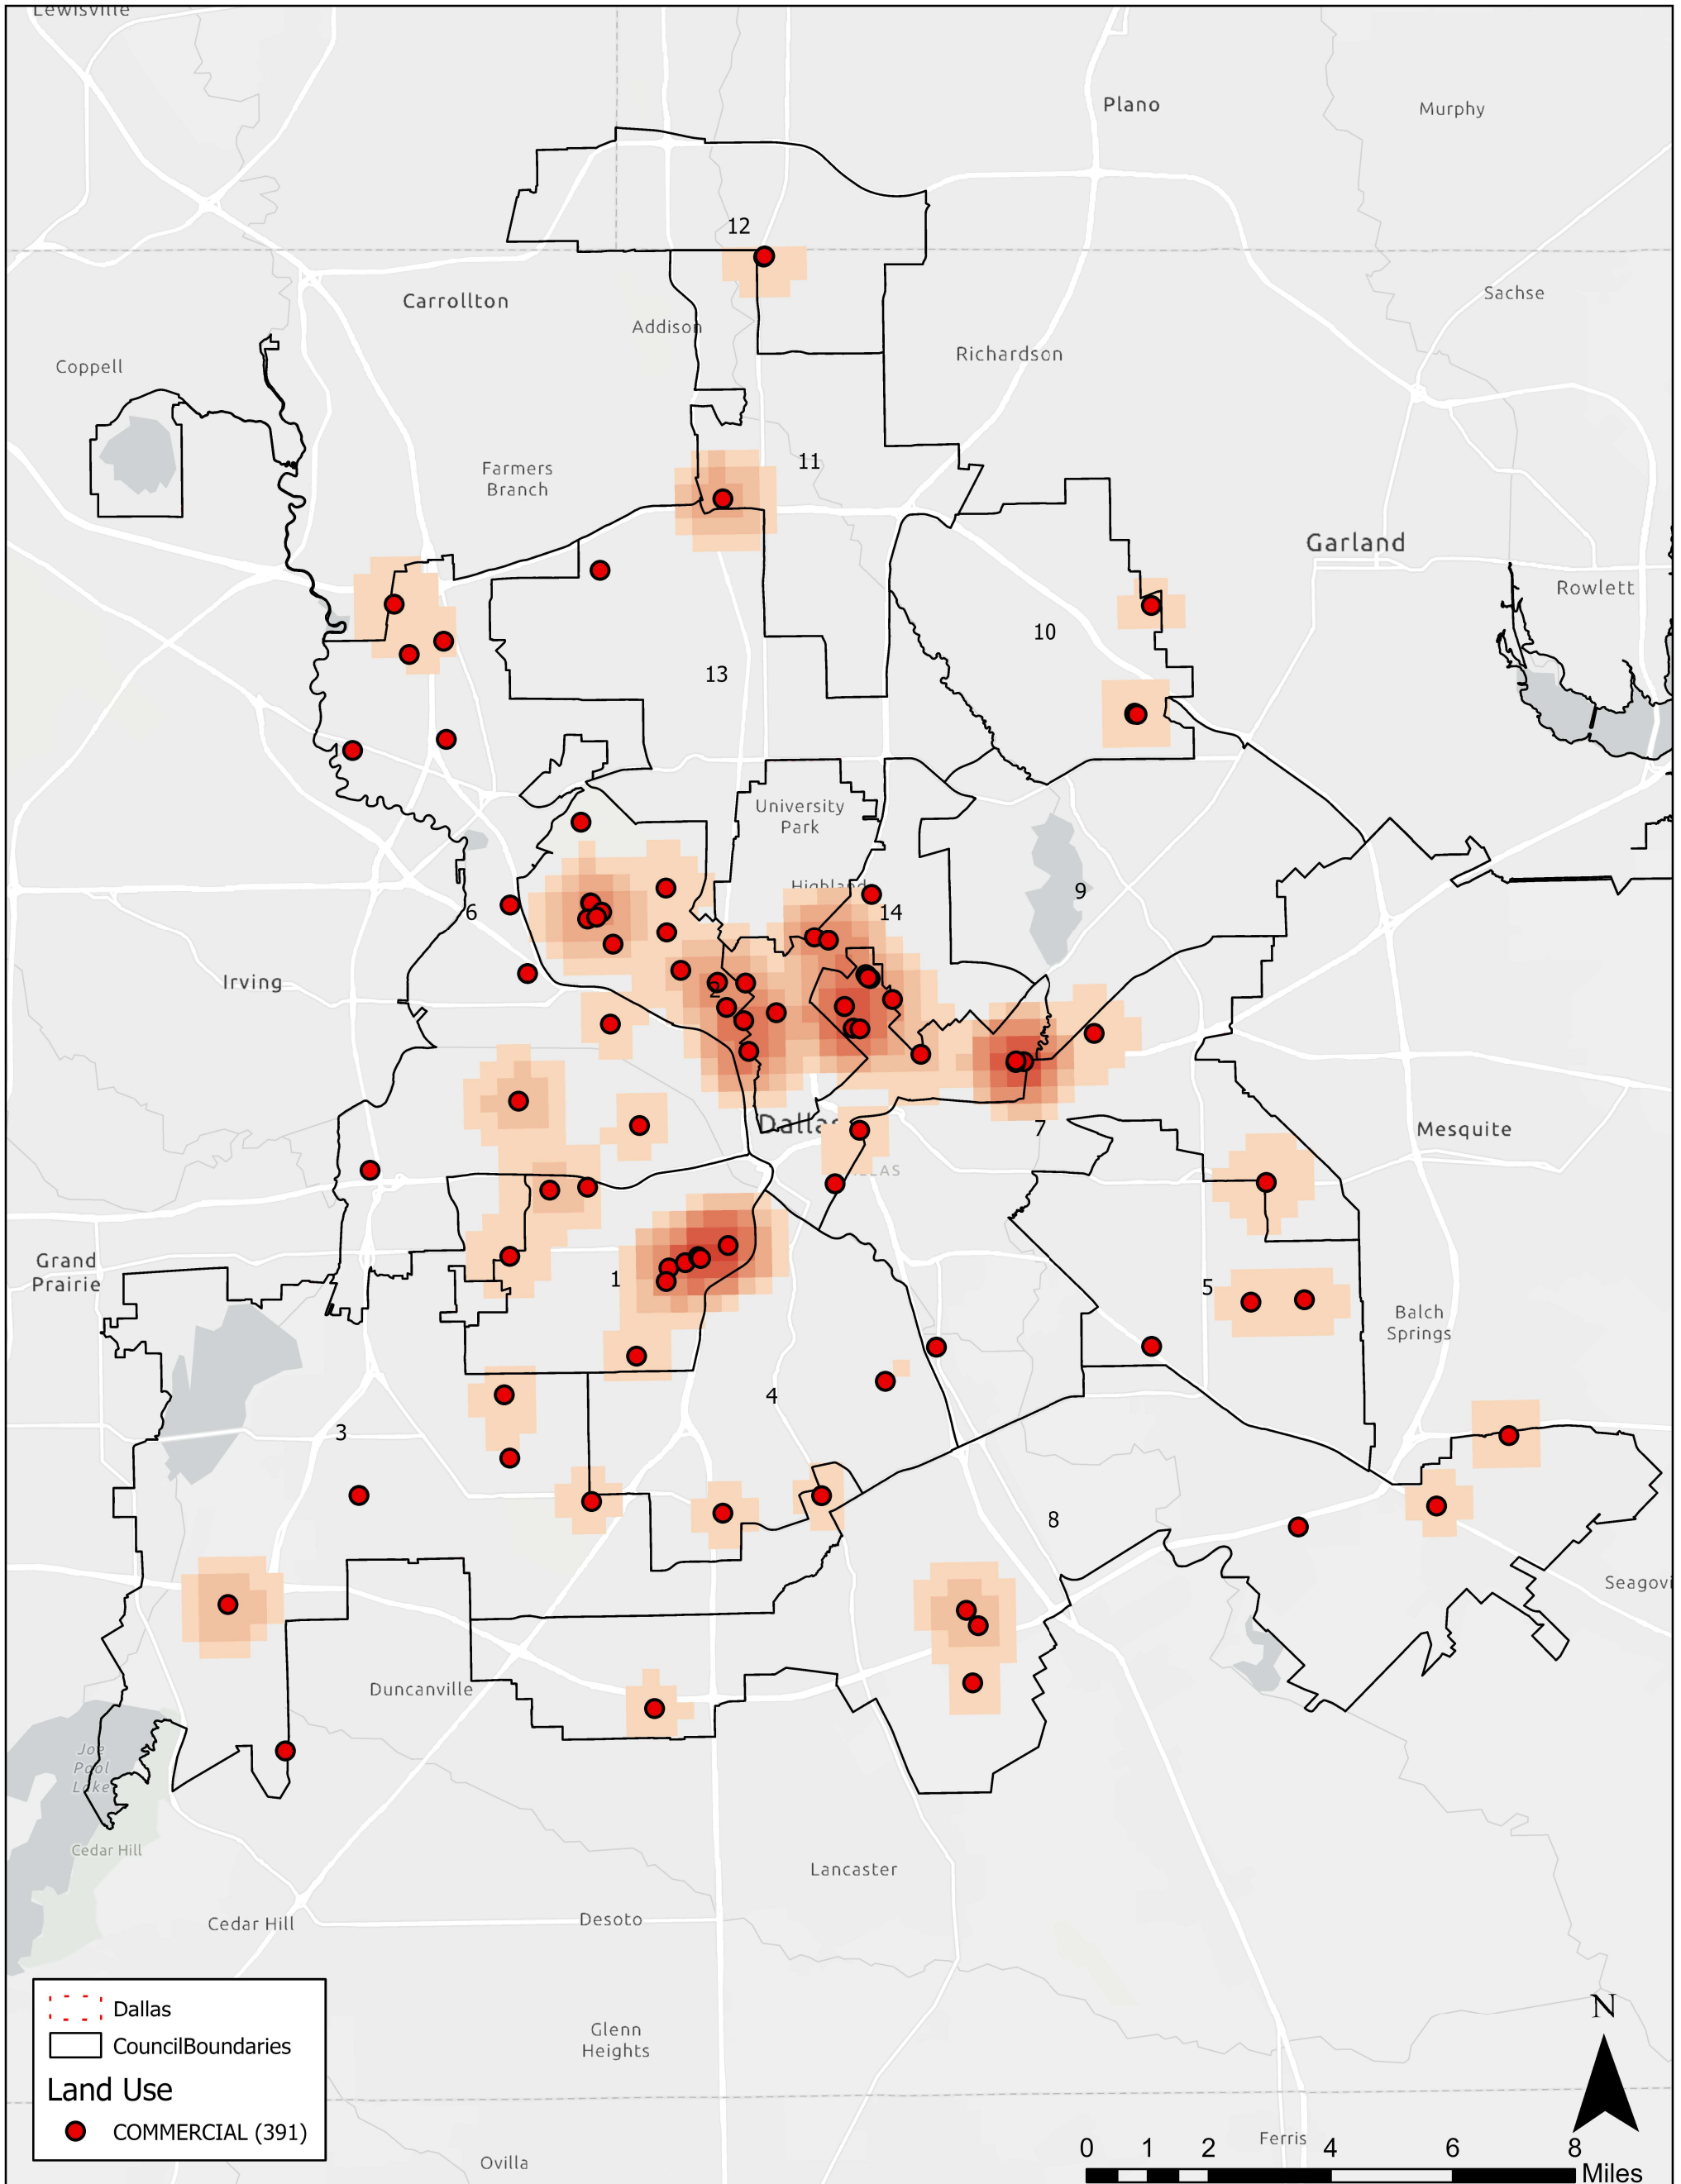 Lewisville
Plano
Murphy
12
Sachse
Carrollton
Addison
Richardson
Coppell
11
Farmers
Branch
Garland
Rowlett
10
13
University
Park
Highland
9
6
14
Irving
2
Dallas
7
Mesquite
Grand
Prairie
1
5
Balch
Springs
4
3
8
Duncanville
Joe
Pool
Lake
Cedar Hill
Lancaster
Cedar Hill
Desoto
Glenn
Heights
Ovilla
Ferris
Dallas
CouncilBoundaries
Land Use
COMMERCIAL (391)
N
0 1 2 4 6 8
Miles